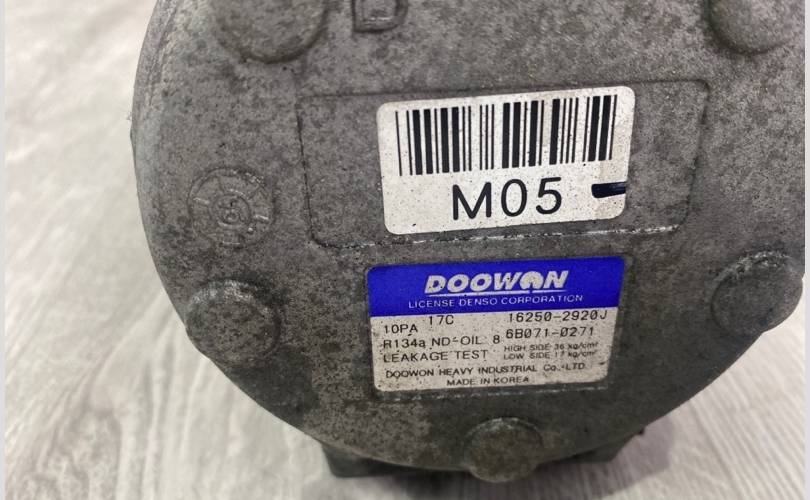 M05
DOOWON
LICENSE DENSO CORPORATION
10PA 17C 16250-2920J
R134a ND-OIL 8 6B071-0271
LEAKAGE TEST HIGH SIDE 36 kg/cm²
LOW SIDE 17 kg/cm²
DOOWON HEAVY INDUSTRIAL Co.·LTD.
MADE IN KOREA